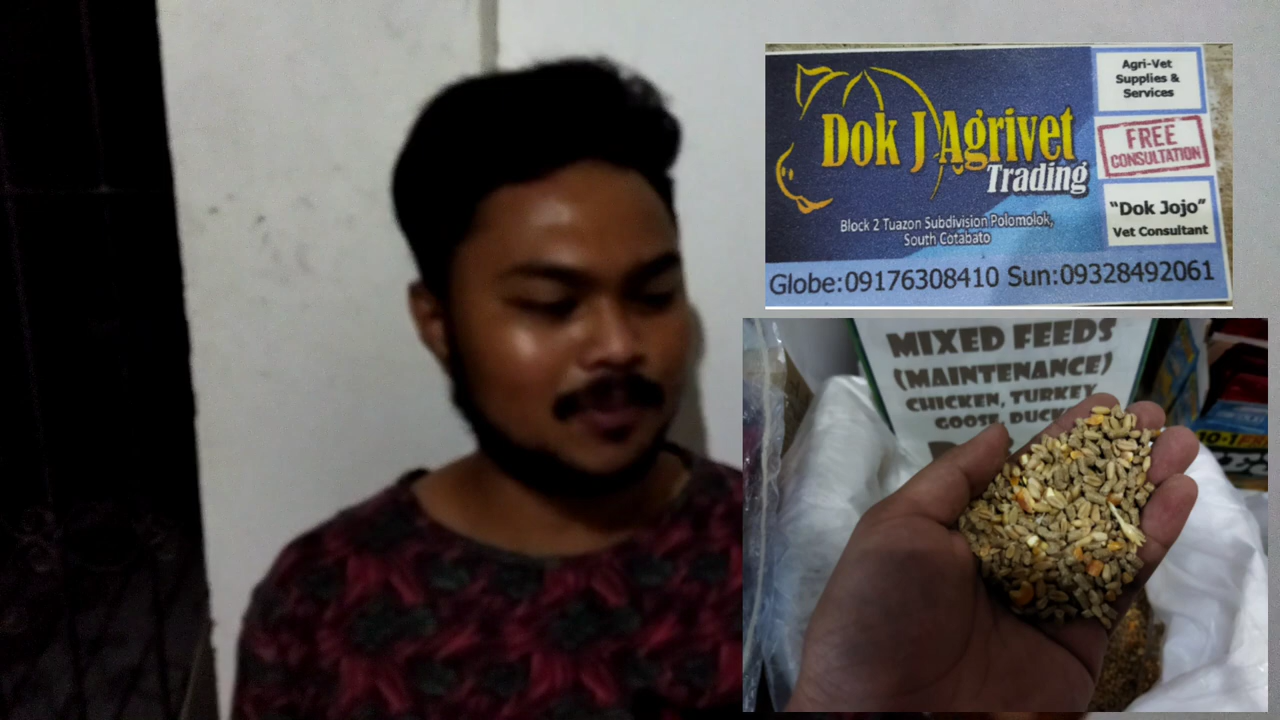 Dok J Agrivet
Trading
Block 2 Tuazon Subdivision Polomolok,
South Cotabato
Agri-Vet
Supplies &
Services
FREE
CONSULTATION
"Dok Jojo"
Vet Consultant
Globe:09176308410 Sun:09328492061
MIXED FEEDS
(MAINTENANCE)
CHICKEN, TURKEY
GOOSE,